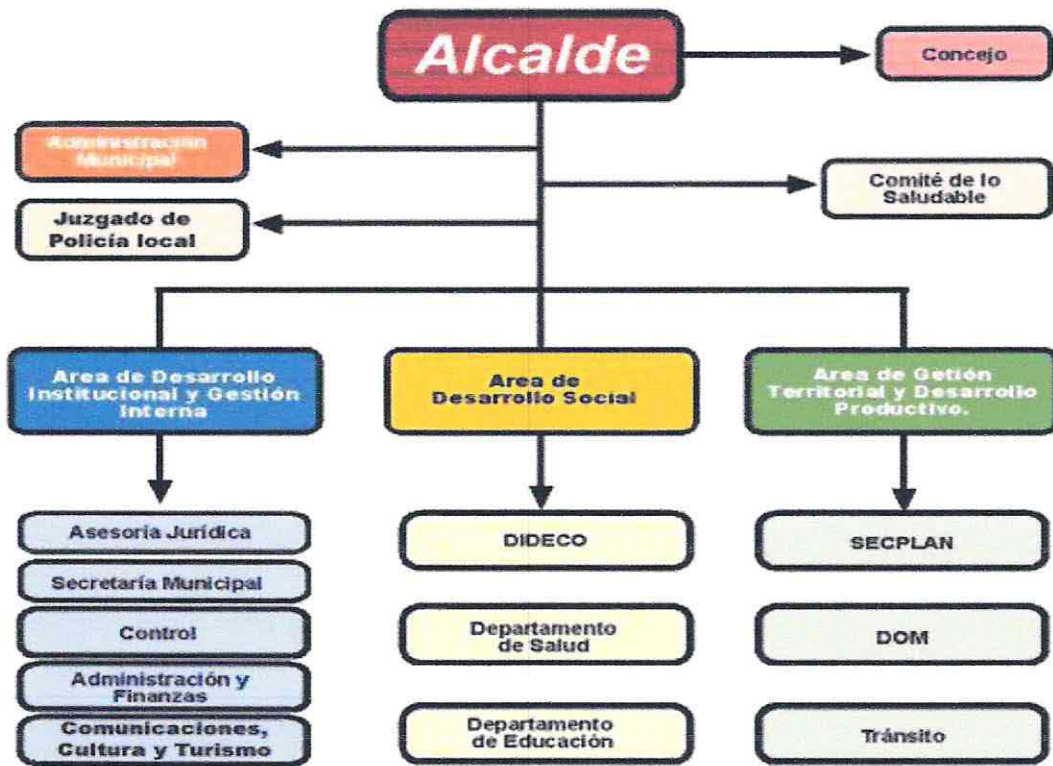 Alcalde
Concejo
Administración
Municipal
Comité de lo
Saludable
Juzgado de
Policía local
Area de Desarrollo
Institucional y Gestión
Interna
Area de
Desarrollo Social
Area de Getión
Territorial y Desarrollo
Productivo.
Asesoría Jurídica
Secretaría Municipal
Control
Administración y
Finanzas
Comunicaciones,
Cultura y Turismo
DIDECO
Departamento
de Salud
Departamento
de Educación
SECPLAN
DOM
Tránsito